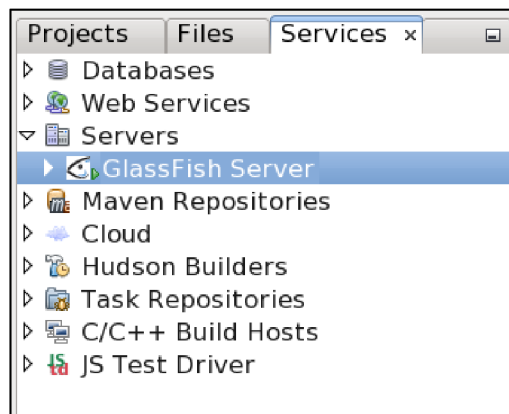 Projects Files Services x
Databases
Web Services
Servers
GlassFish Server
Maven Repositories
Cloud
Hudson Builders
Task Repositories
C/C++ Build Hosts
JS Test Driver